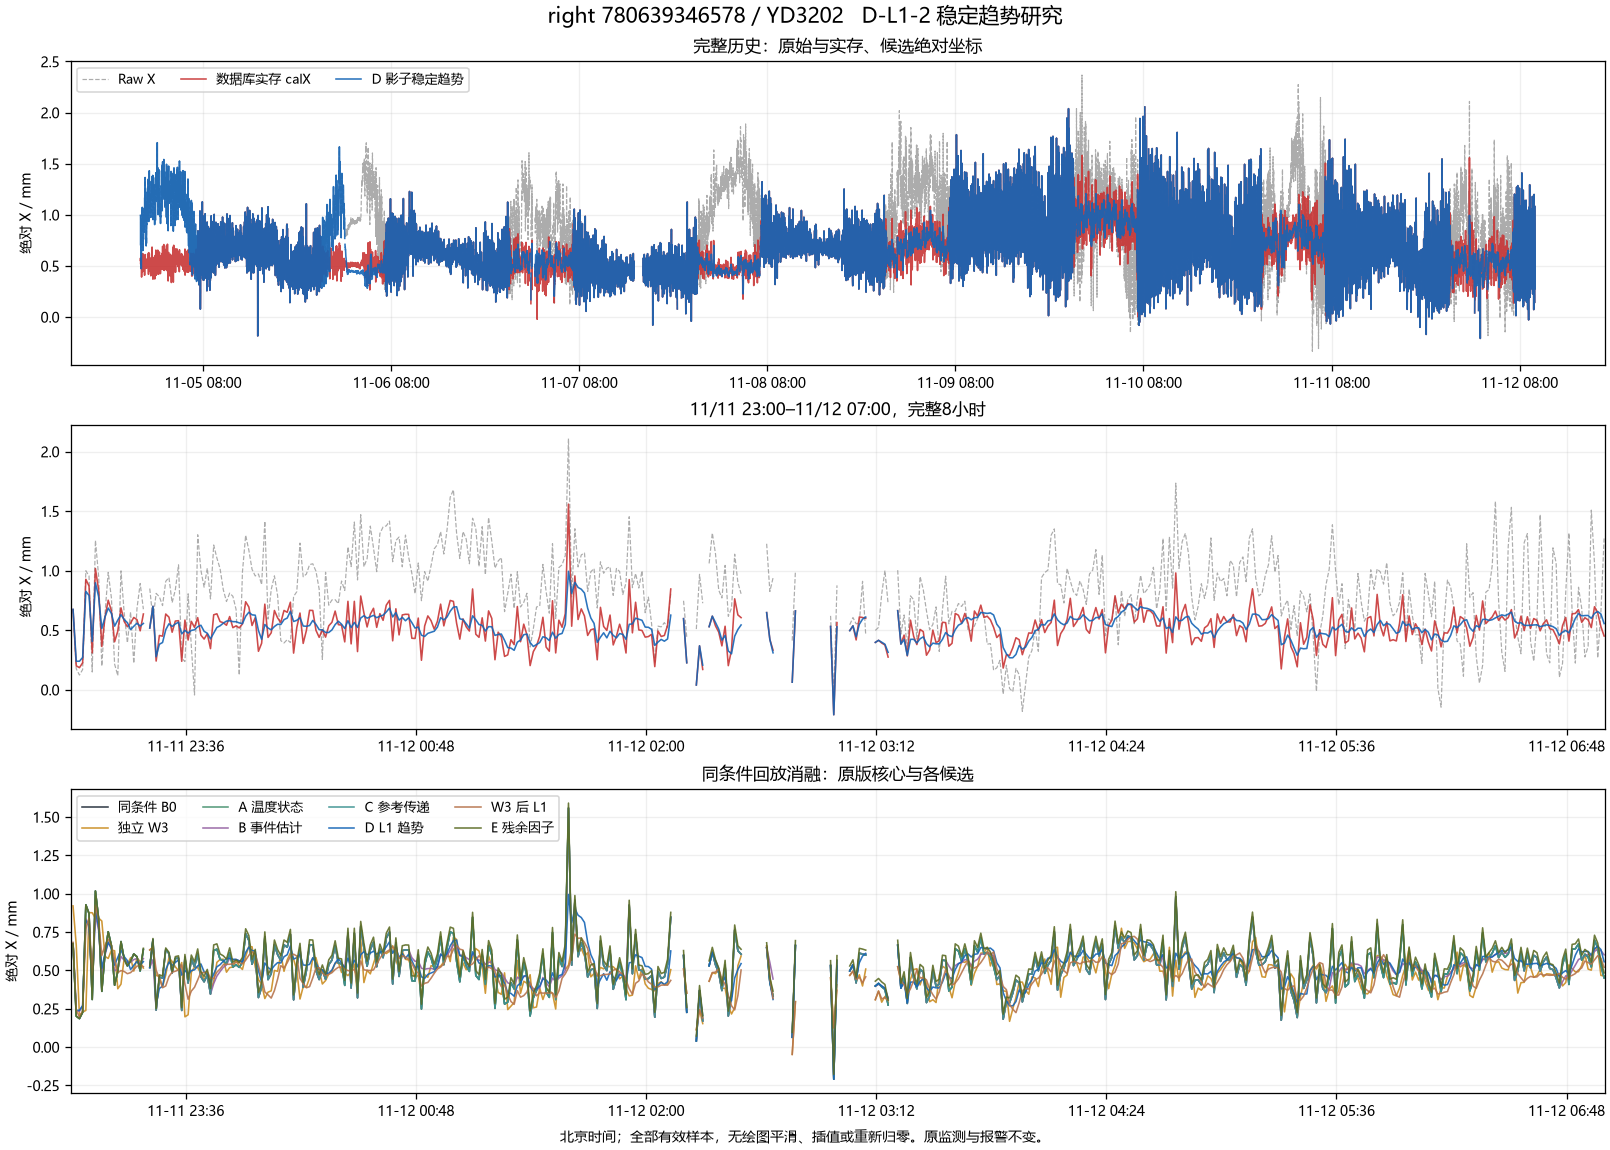 right 780639346578 / YD3202   D-L1-2 稳定趋势研究
完整历史：原始与实存、候选绝对坐标
Raw X
数据库实存 calX
D 影子稳定趋势
绝对 X / mm
2.5
2.0
1.5
1.0
0.5
0.0
11-05 08:00
11-06 08:00
11-07 08:00
11-08 08:00
11-09 08:00
11-10 08:00
11-11 08:00
11-12 08:00
11/11 23:00–11/12 07:00，完整8小时
绝对 X / mm
2.0
1.5
1.0
0.5
0.0
11-11 23:36
11-12 00:48
11-12 02:00
11-12 03:12
11-12 04:24
11-12 05:36
11-12 06:48
同条件回放消融：原版核心与各候选
同条件 B0
A 温度状态
C 参考传递
W3 后 L1
独立 W3
B 事件估计
D L1 趋势
E 残余因子
绝对 X / mm
1.50
1.25
1.00
0.75
0.50
0.25
0.00
-0.25
11-11 23:36
11-12 00:48
11-12 02:00
11-12 03:12
11-12 04:24
11-12 05:36
11-12 06:48
北京时间；全部有效样本，无绘图平滑、插值或重新归零。原监测与报警不变。